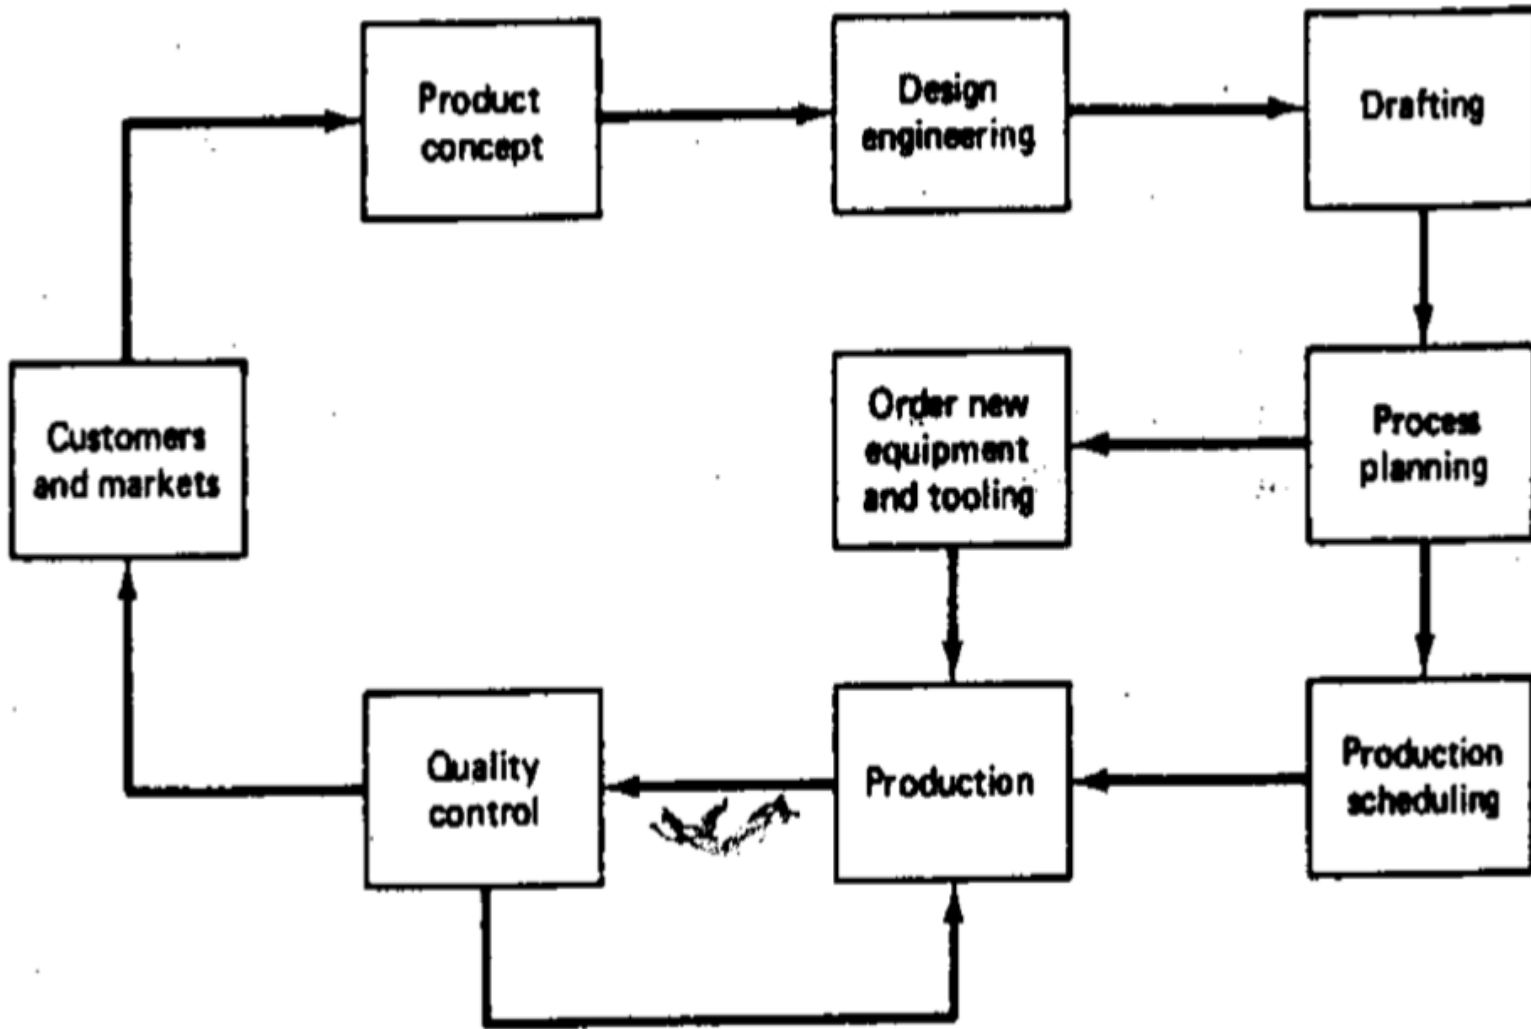 Product
concept
Design
engineering
Drafting
Customers
and markets
Order new
equipment
and tooling
Process
planning
Quality
control
Production
Production
scheduling